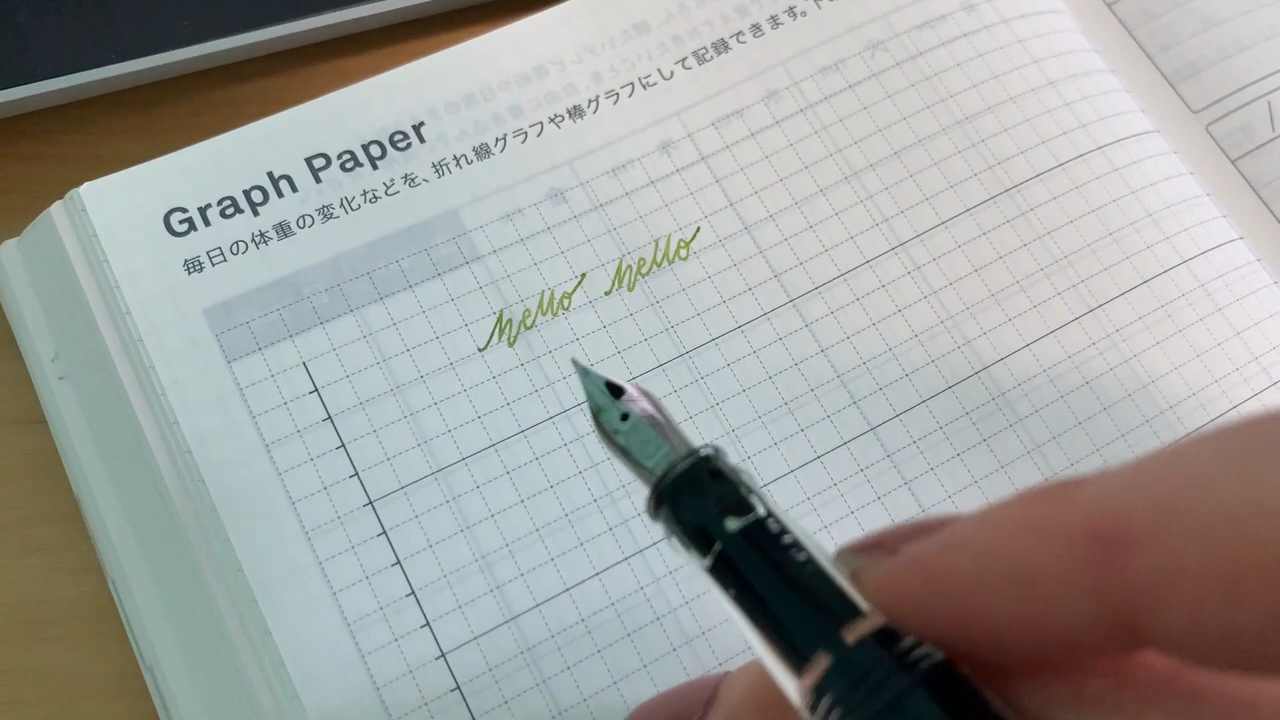 Graph Paper
毎日の体重の変化などを、折れ線グラフや棒グラフにして記録できます。
hello hello